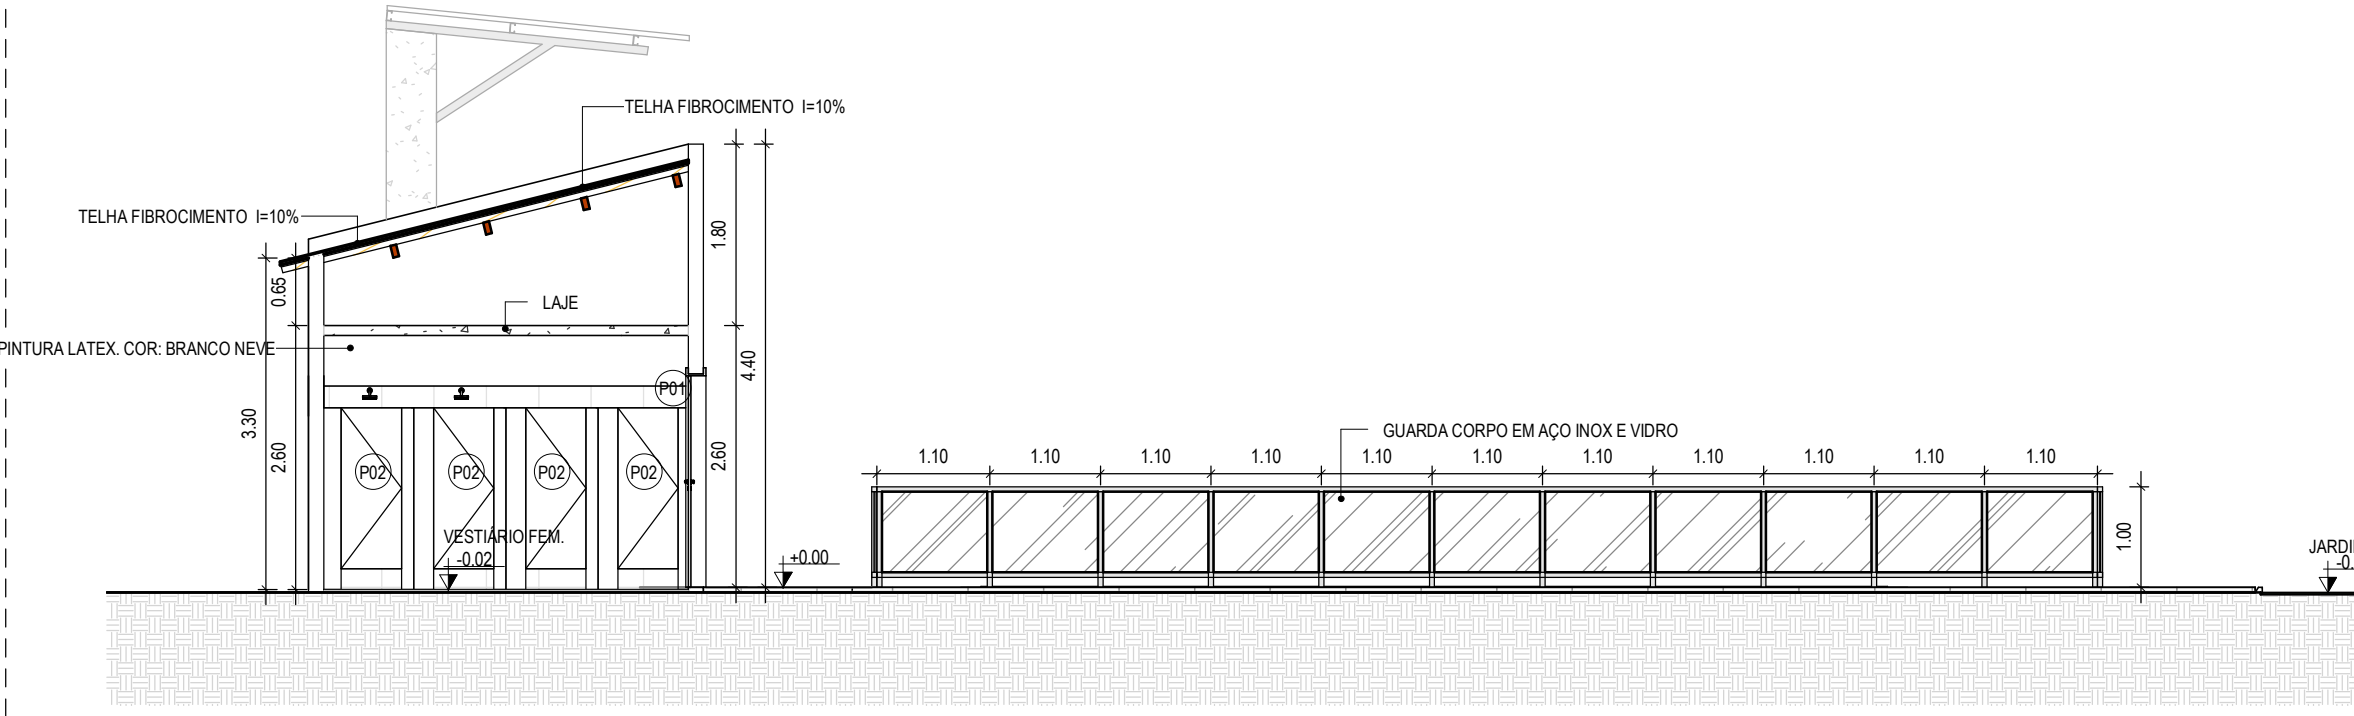 TELHA FIBROCIMENTO I=10%
TELHA FIBROCIMENTO I=10%
1.80
0.65
LAJE
PINTURA LATEX. COR: BRANCO NEVE
4.40
P01
3.30
2.60
P02
P02
P02
P02
2.60
VESTIÁRIO FEM.
-0.02
+0.00
GUARDA CORPO EM AÇO INOX E VIDRO
1.10 1.10 1.10 1.10 1.10 1.10 1.10 1.10 1.10 1.10 1.10
1.00
JARDI
-0.